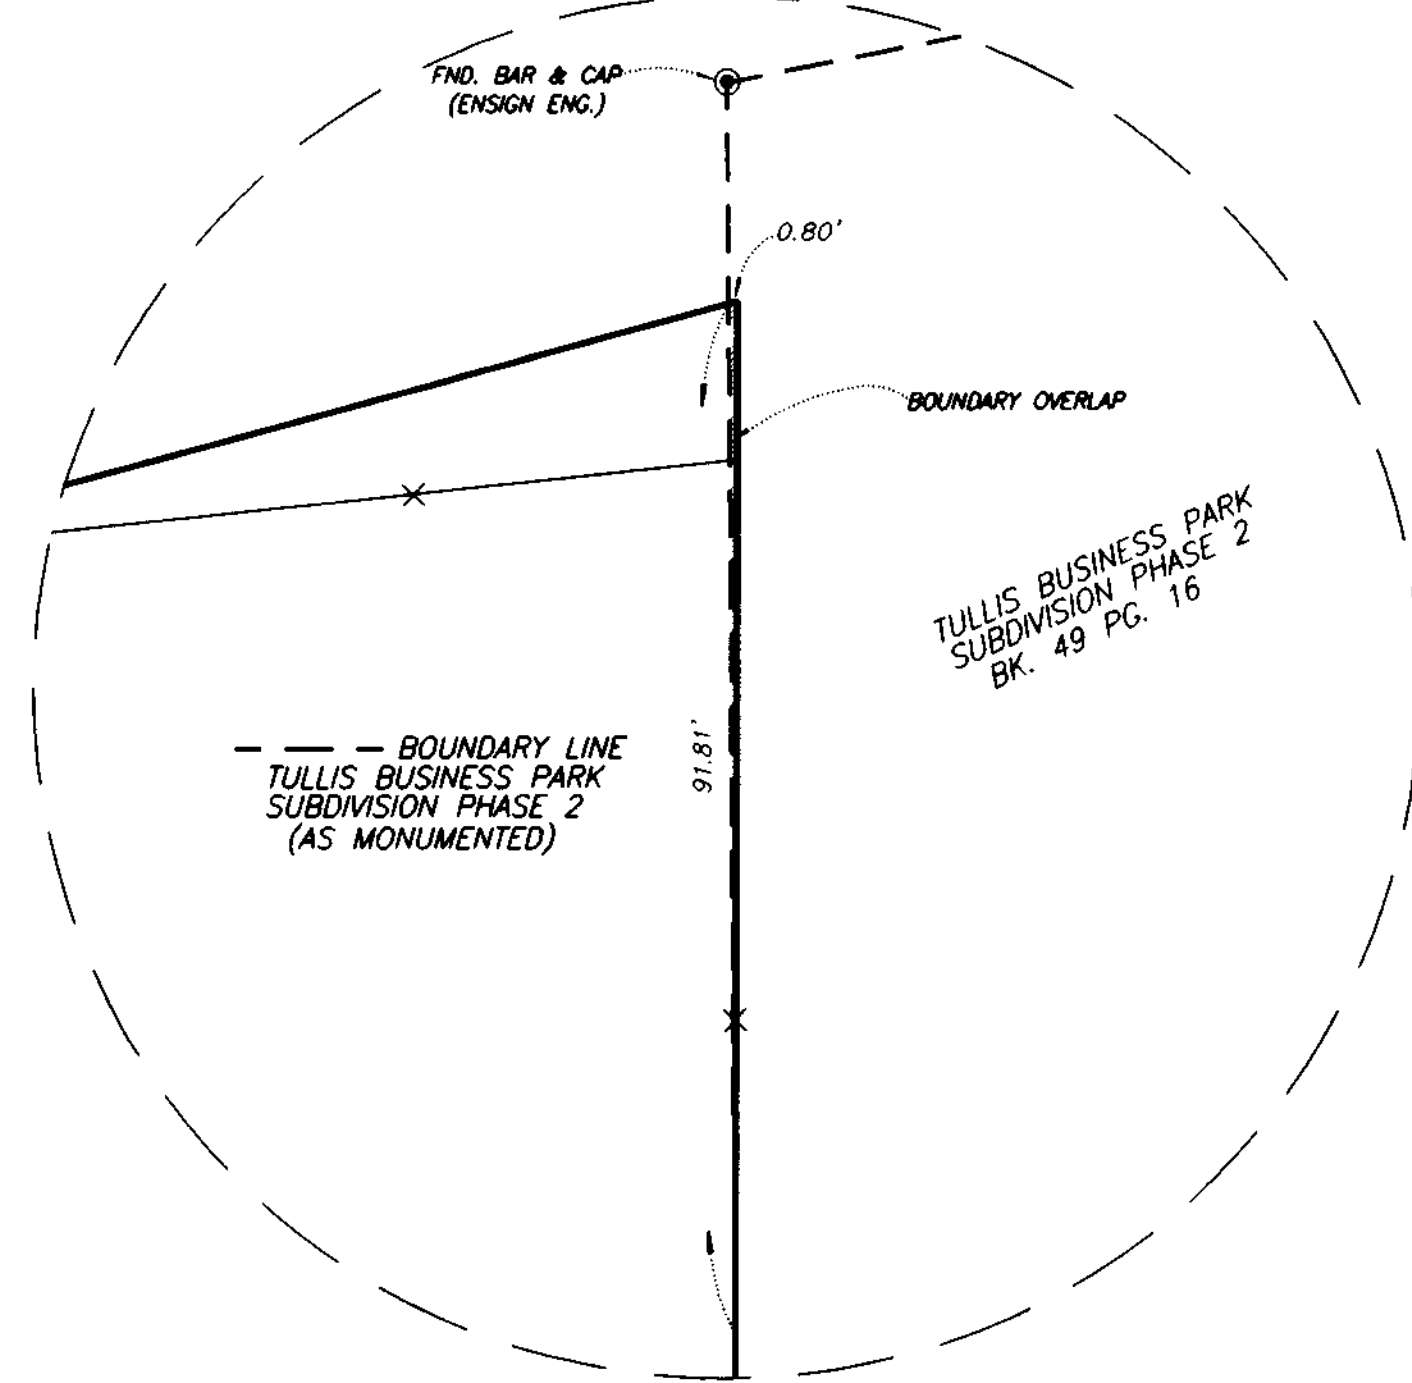 FND. BAR & CAP
(ENSIGN ENG.)
0.80'
BOUNDARY OVERLAP
TULLIS BUSINESS PARK
SUBDIVISION PHASE 2
BK. 49 PG. 16
91.81'
BOUNDARY LINE
TULLIS BUSINESS PARK
SUBDIVISION PHASE 2
(AS MONUMENTED)